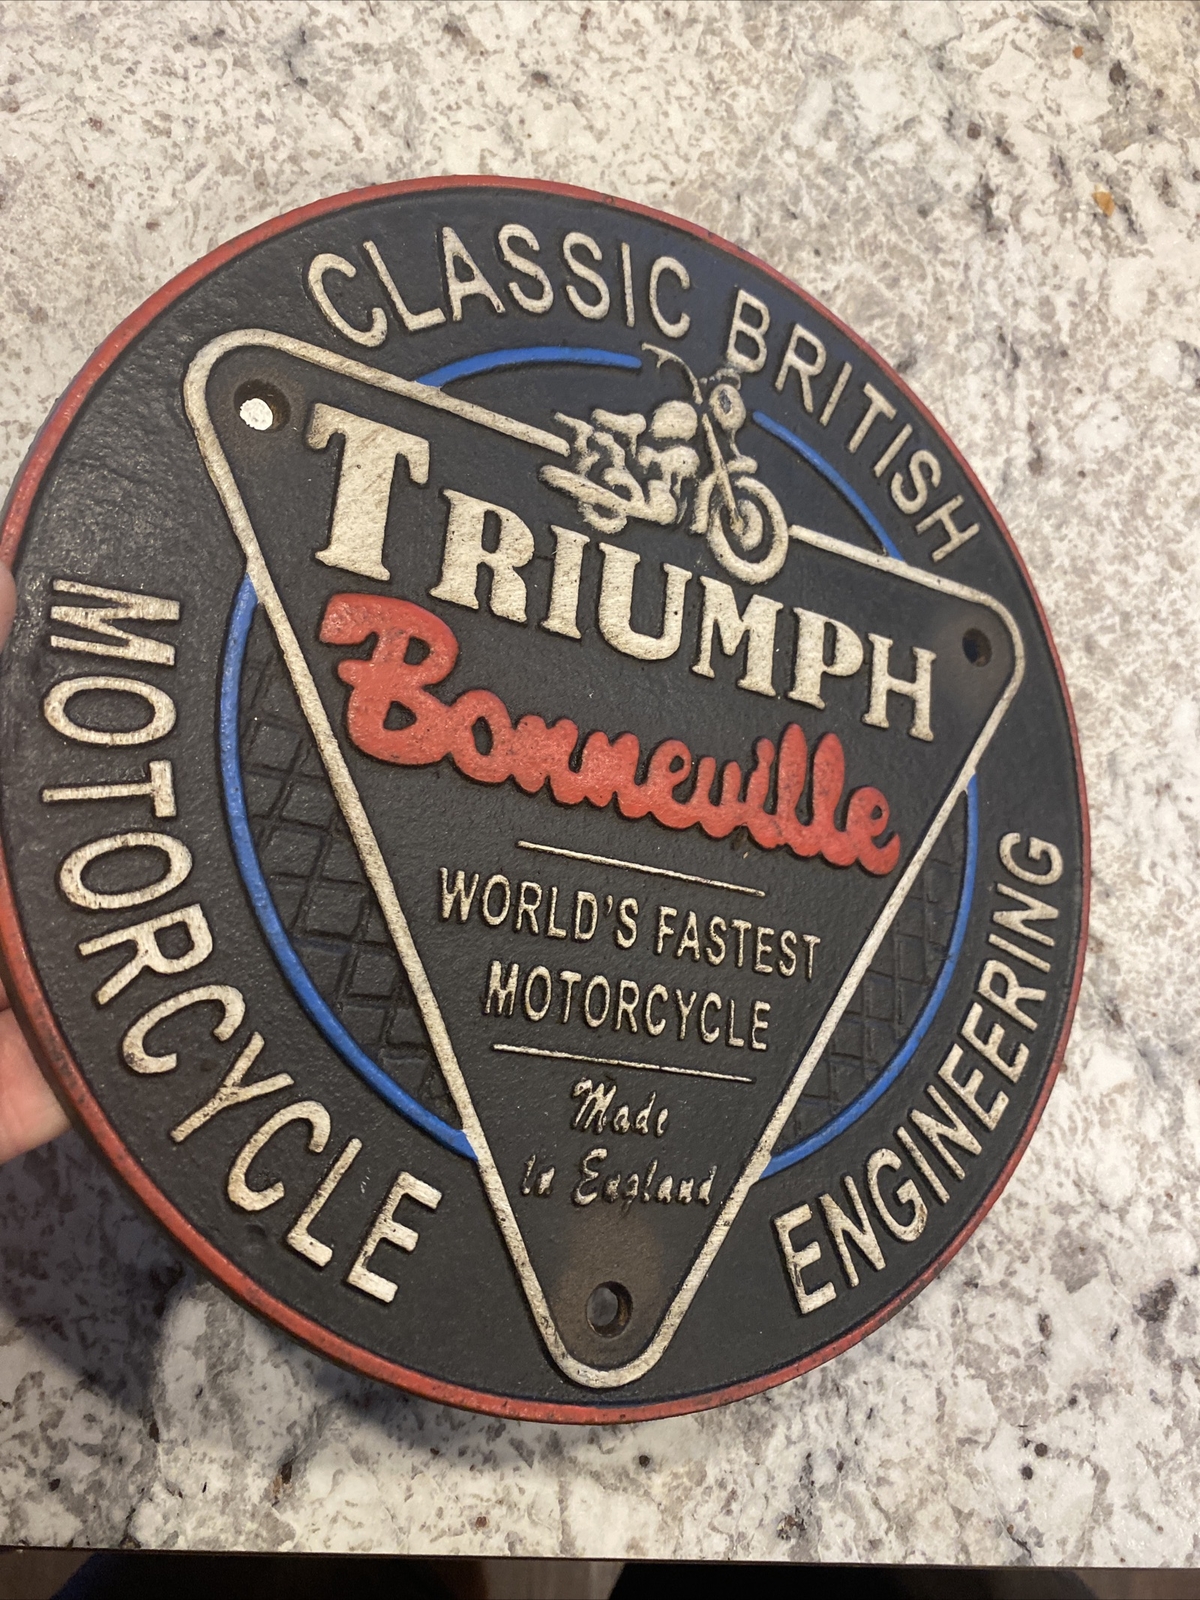 CLASSIC BRITISH
MOTORCYCLE
ENGINEERING
TRIUMPH
Bonneville
WORLD'S FASTEST
MOTORCYCLE
Made
in England